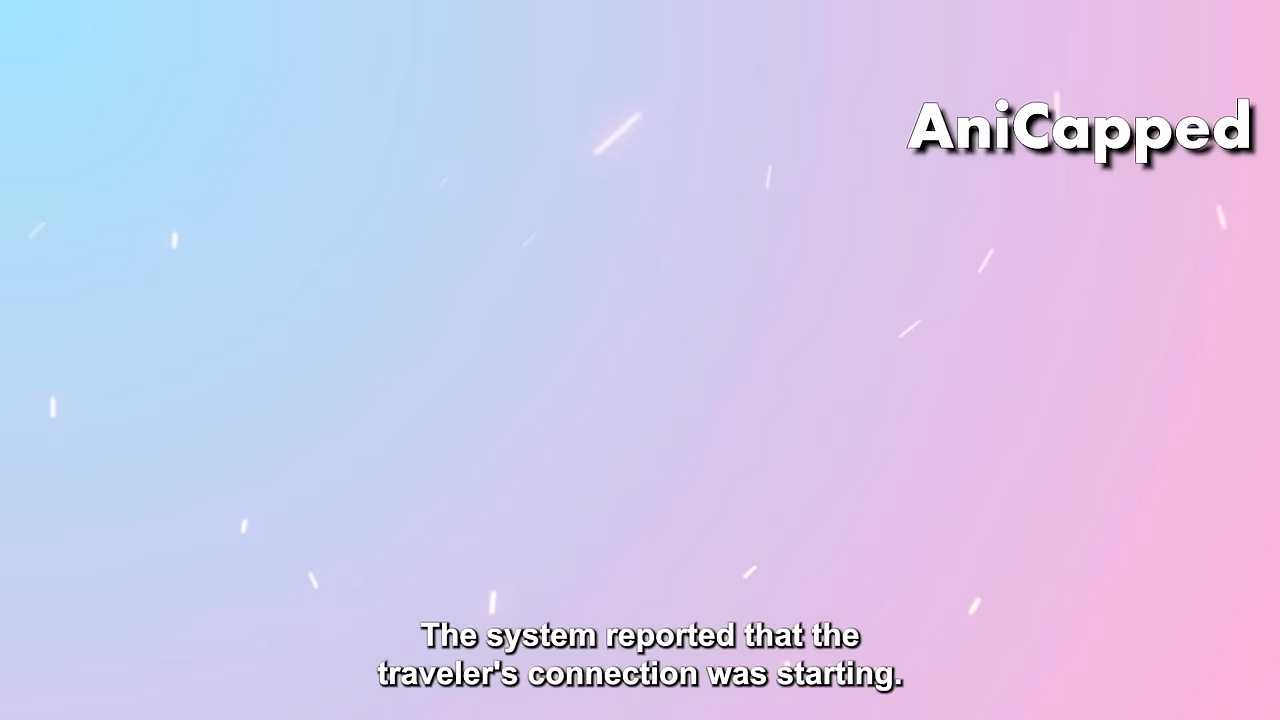 AniCapped
The system reported that the
traveler's connection was starting.